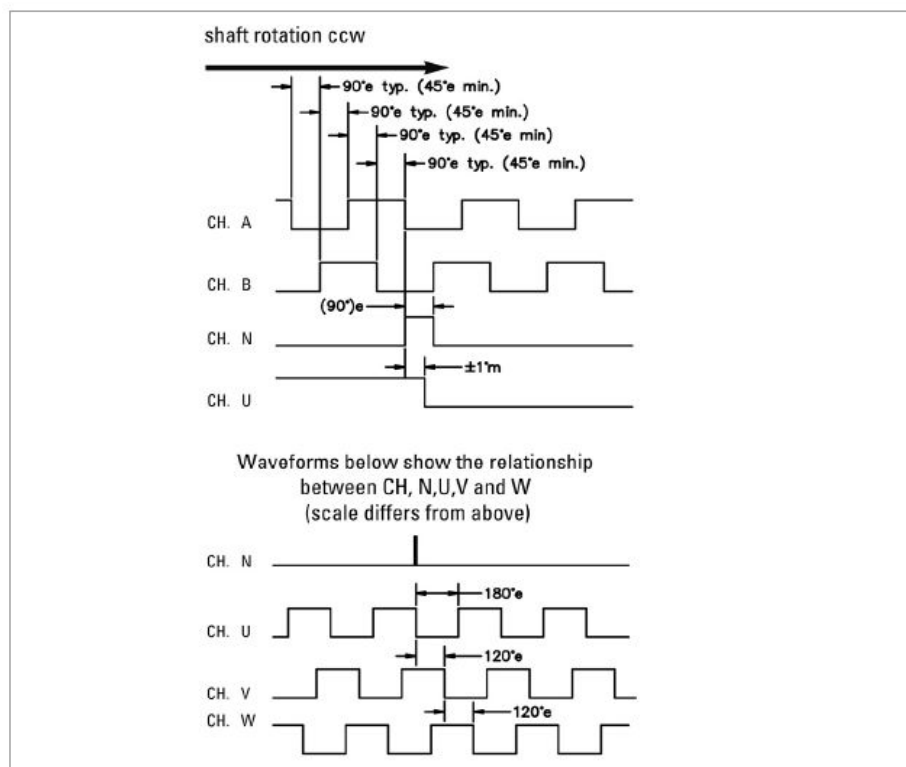 shaft rotation ccw
90°e typ. (45°e min.)
90°e typ. (45°e min.)
90°e typ. (45°e min)
90°e typ. (45°e min.)
CH. A
CH. B
(90°)e
CH. N
±1°m
CH. U
Waveforms below show the relationship
between CH, N,U,V and W
(scale differs from above)
CH. N
180°e
CH. U
120°e
CH. V
120°e
CH. W